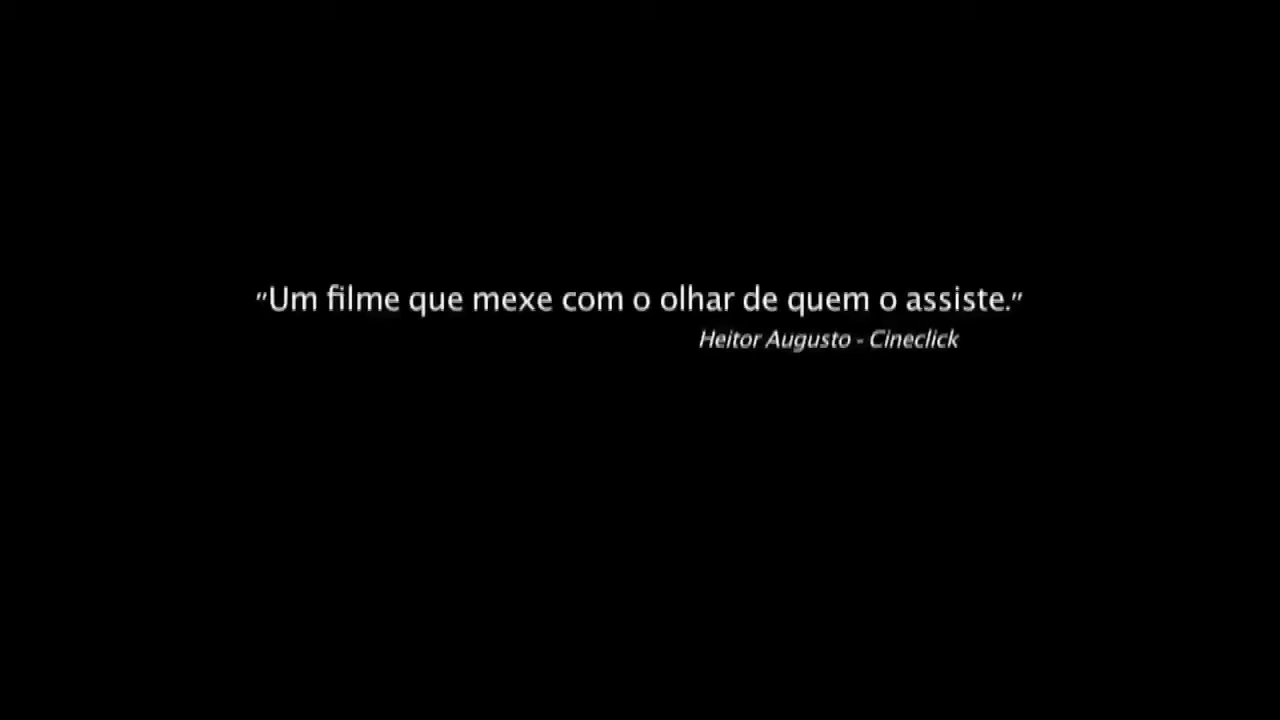 "Um filme que mexe com o olhar de quem o assiste."
Heitor Augusto - Cineclick